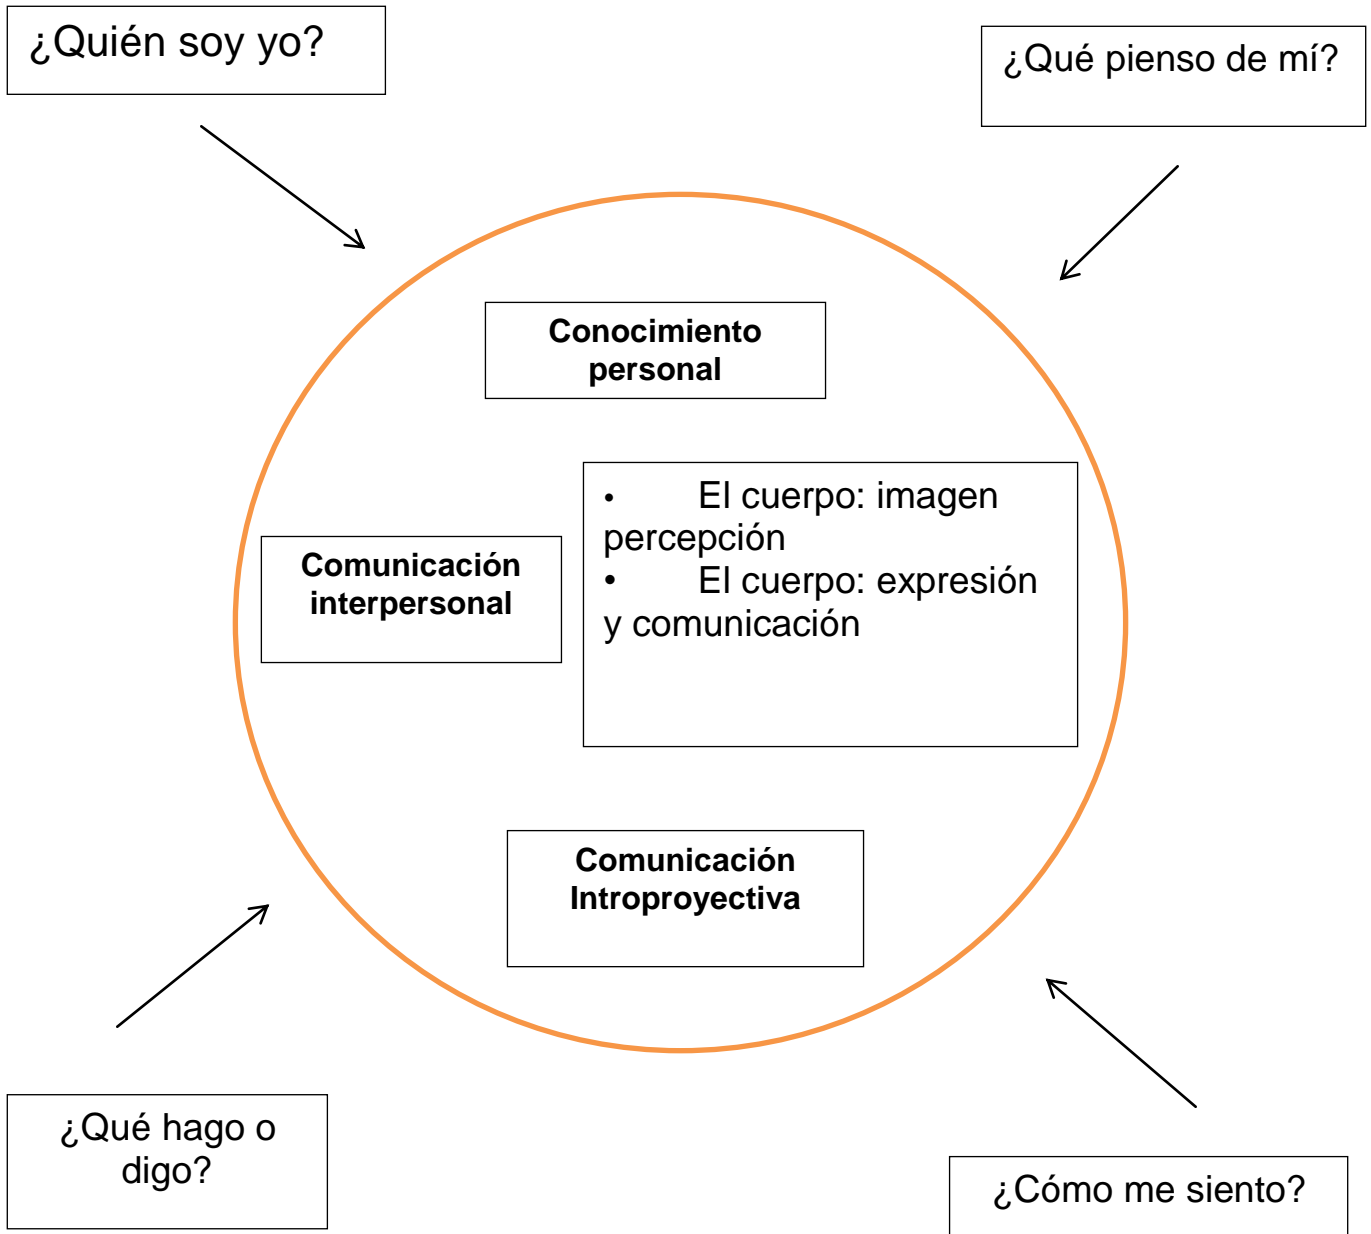 ¿Quién soy yo?
¿Qué pienso de mí?
Conocimiento
personal
• El cuerpo: imagen
percepción
• El cuerpo: expresión
y comunicación
Comunicación
interpersonal
Comunicación
Introproyectiva
¿Qué hago o
digo?
¿Cómo me siento?